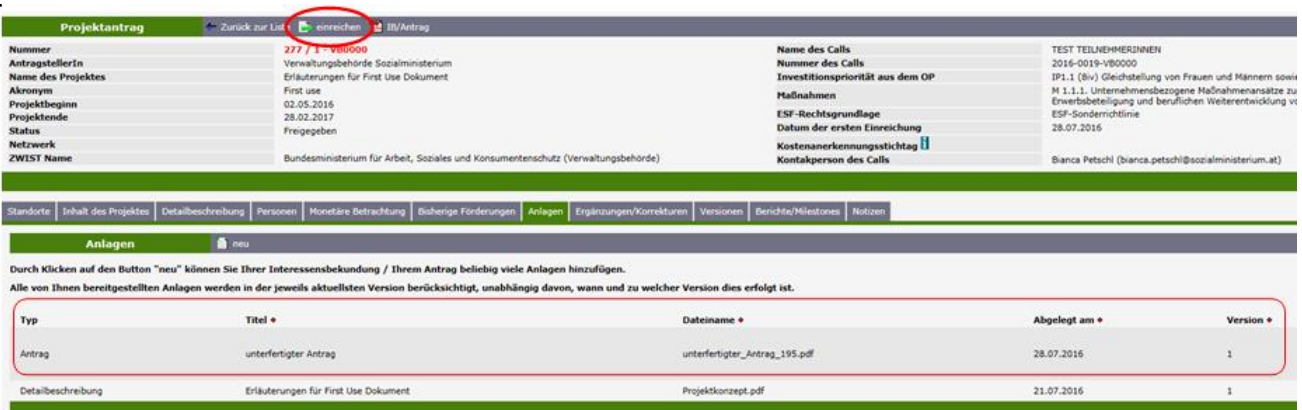 Projektantrag Zurück zur Liste einreichen IB/Antrag
Nummer 277 / 1 - VB0000 Name des Calls TEST TEILNEHMERINNEN
AntragstellerIn Verwaltungsbehörde Sozialministerium Nummer des Calls 2016-0019-VB0000
Name des Projektes Erläuterungen für First Use Dokument Investitionspriorität aus dem OP IP1.1 (8iv) Gleichstellung von Frauen und Männern sowie
Akronym First use Maßnahmen M 1.1.1. Unternehmensbezogene Maßnahmenansätze zu
Projektbeginn 02.05.2016 Erwerbsbeteiligung und beruflichen Weiterentwicklung
Projektende 28.02.2017 ESF-Rechtsgrundlage ESF-Sonderrichtlinie
Status Freigegeben Datum der ersten Einreichung 28.07.2016
Netzwerk Kostenanerkennungsstichtag
ZWIST Name Bundesministerium für Arbeit, Soziales und Konsumentenschutz (Verwaltungsbehörde) Kontakperson des Calls Bianca Petschl (bianca.petschl@sozialministerium.at)
Standorte Inhalt des Projektes Detailbeschreibung Personen Monetäre Betrachtung Bisherige Förderungen Anlagen Ergänzungen/Korrekturen Versionen Berichte/Milestones Notizen
Anlagen neu
Durch Klicken auf den Button "neu" können Sie Ihrer Interessensbekundung / Ihrem Antrag beliebig viele Anlagen hinzufügen.
Alle von Ihnen bereitgestellten Anlagen werden in der jeweils aktuellsten Version berücksichtigt, unabhängig davon, wann und zu welcher Version dies erfolgt ist.
Typ Titel Dateiname Abgelegt am Version
Antrag unterfertigter Antrag unterfertigter_Antrag_195.pdf 28.07.2016 1
Detailbeschreibung Erläuterungen für First Use Dokument Projektkonzept.pdf 21.07.2016 1